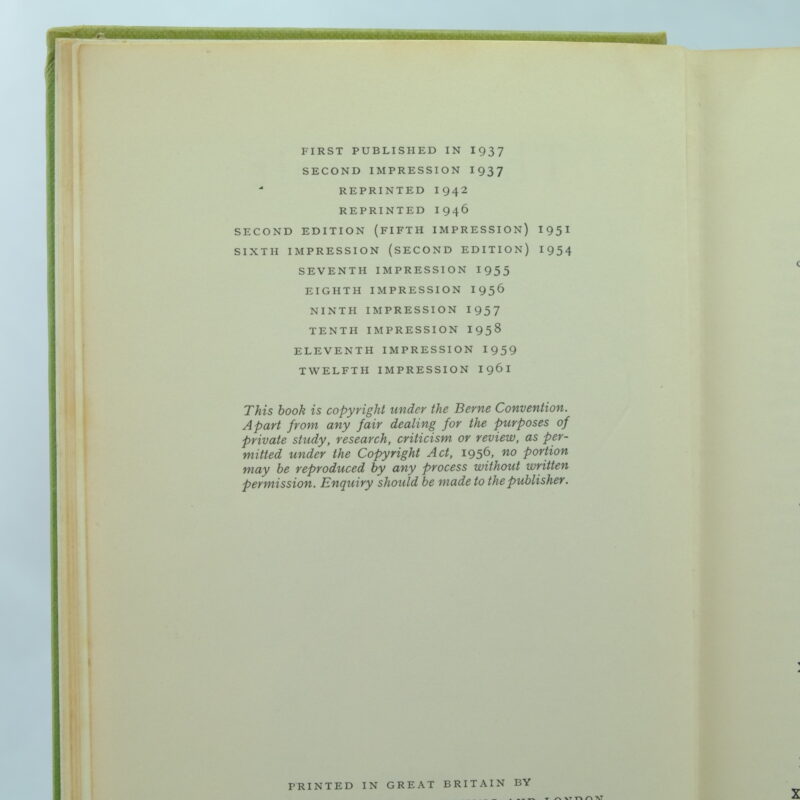 FIRST PUBLISHED IN 1937
SECOND IMPRESSION 1937
REPRINTED 1942
REPRINTED 1946
SECOND EDITION (FIFTH IMPRESSION) 1951
SIXTH IMPRESSION (SECOND EDITION) 1954
SEVENTH IMPRESSION 1955
EIGHTH IMPRESSION 1956
NINTH IMPRESSION 1957
TENTH IMPRESSION 1958
ELEVENTH IMPRESSION 1959
TWELFTH IMPRESSION 1961
This book is copyright under the Berne Convention.
Apart from any fair dealing for the purposes of
private study, research, criticism or review, as per-
mitted under the Copyright Act, 1956, no portion
may be reproduced by any process without written
permission. Enquiry should be made to the publisher.
PRINTED IN GREAT BRITAIN BY
AND LONDON